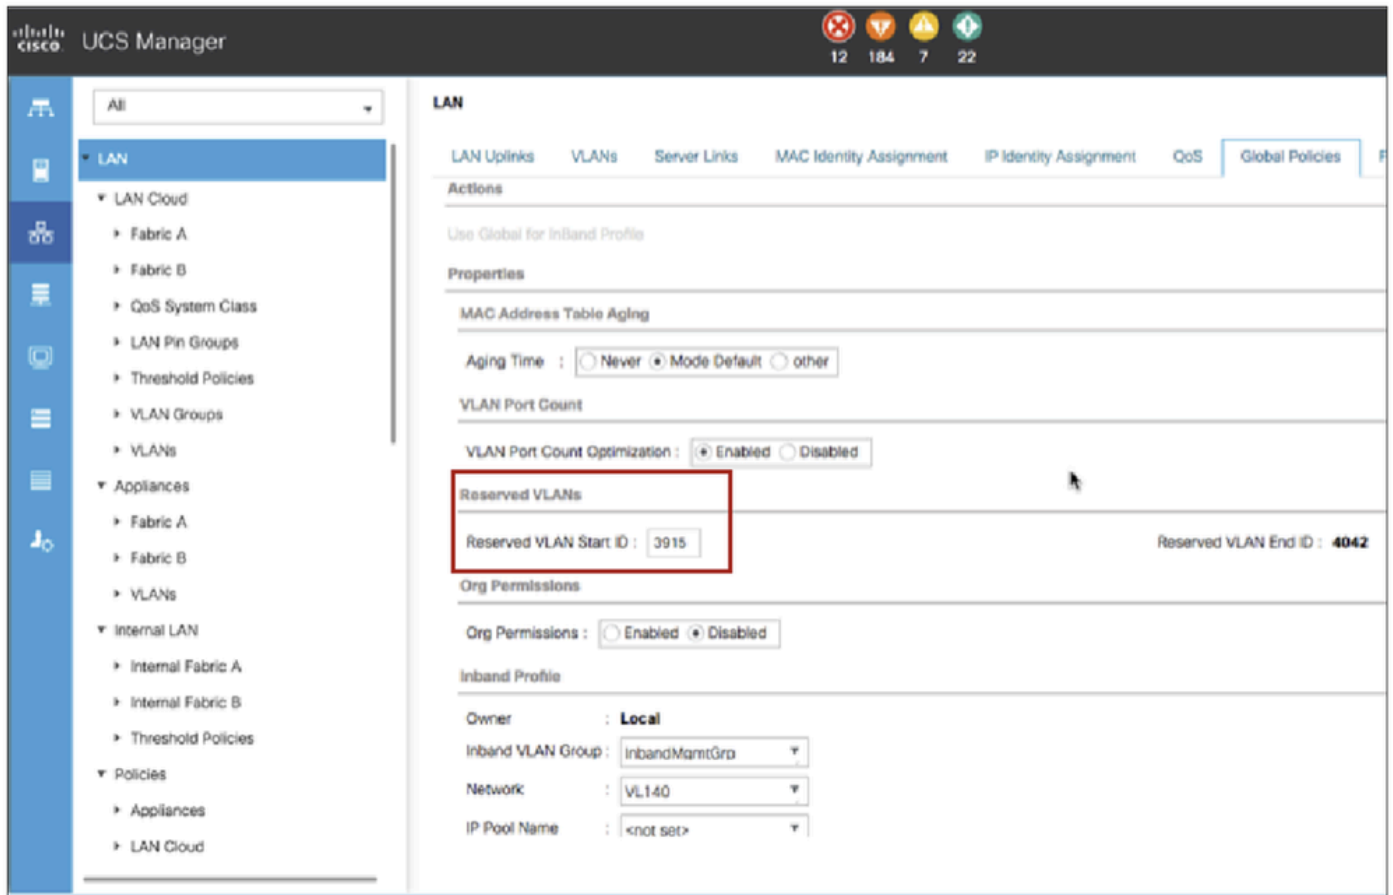 cisco UCS Manager
12 184 7 22
All
LAN
LAN Cloud
Fabric A
Fabric B
QoS System Class
LAN Pin Groups
Threshold Policies
VLAN Groups
VLANs
Appliances
Fabric A
Fabric B
VLANs
Internal LAN
Internal Fabric A
Internal Fabric B
Threshold Policies
Policies
Appliances
LAN Cloud
LAN
LAN Uplinks VLANs Server Links MAC Identity Assignment IP Identity Assignment QoS Global Policies
Actions
Use Global for InBand Profile
Properties
MAC Address Table Aging
Aging Time : Never Mode Default other
VLAN Port Count
VLAN Port Count Optimization : Enabled Disabled
Reserved VLANs
Reserved VLAN Start ID : 3915 Reserved VLAN End ID : 4042
Org Permissions
Org Permissions : Enabled Disabled
Inband Profile
Owner : Local
Inband VLAN Group : InbandMgmtGrp
Network : VL140
IP Pool Name : <not set>